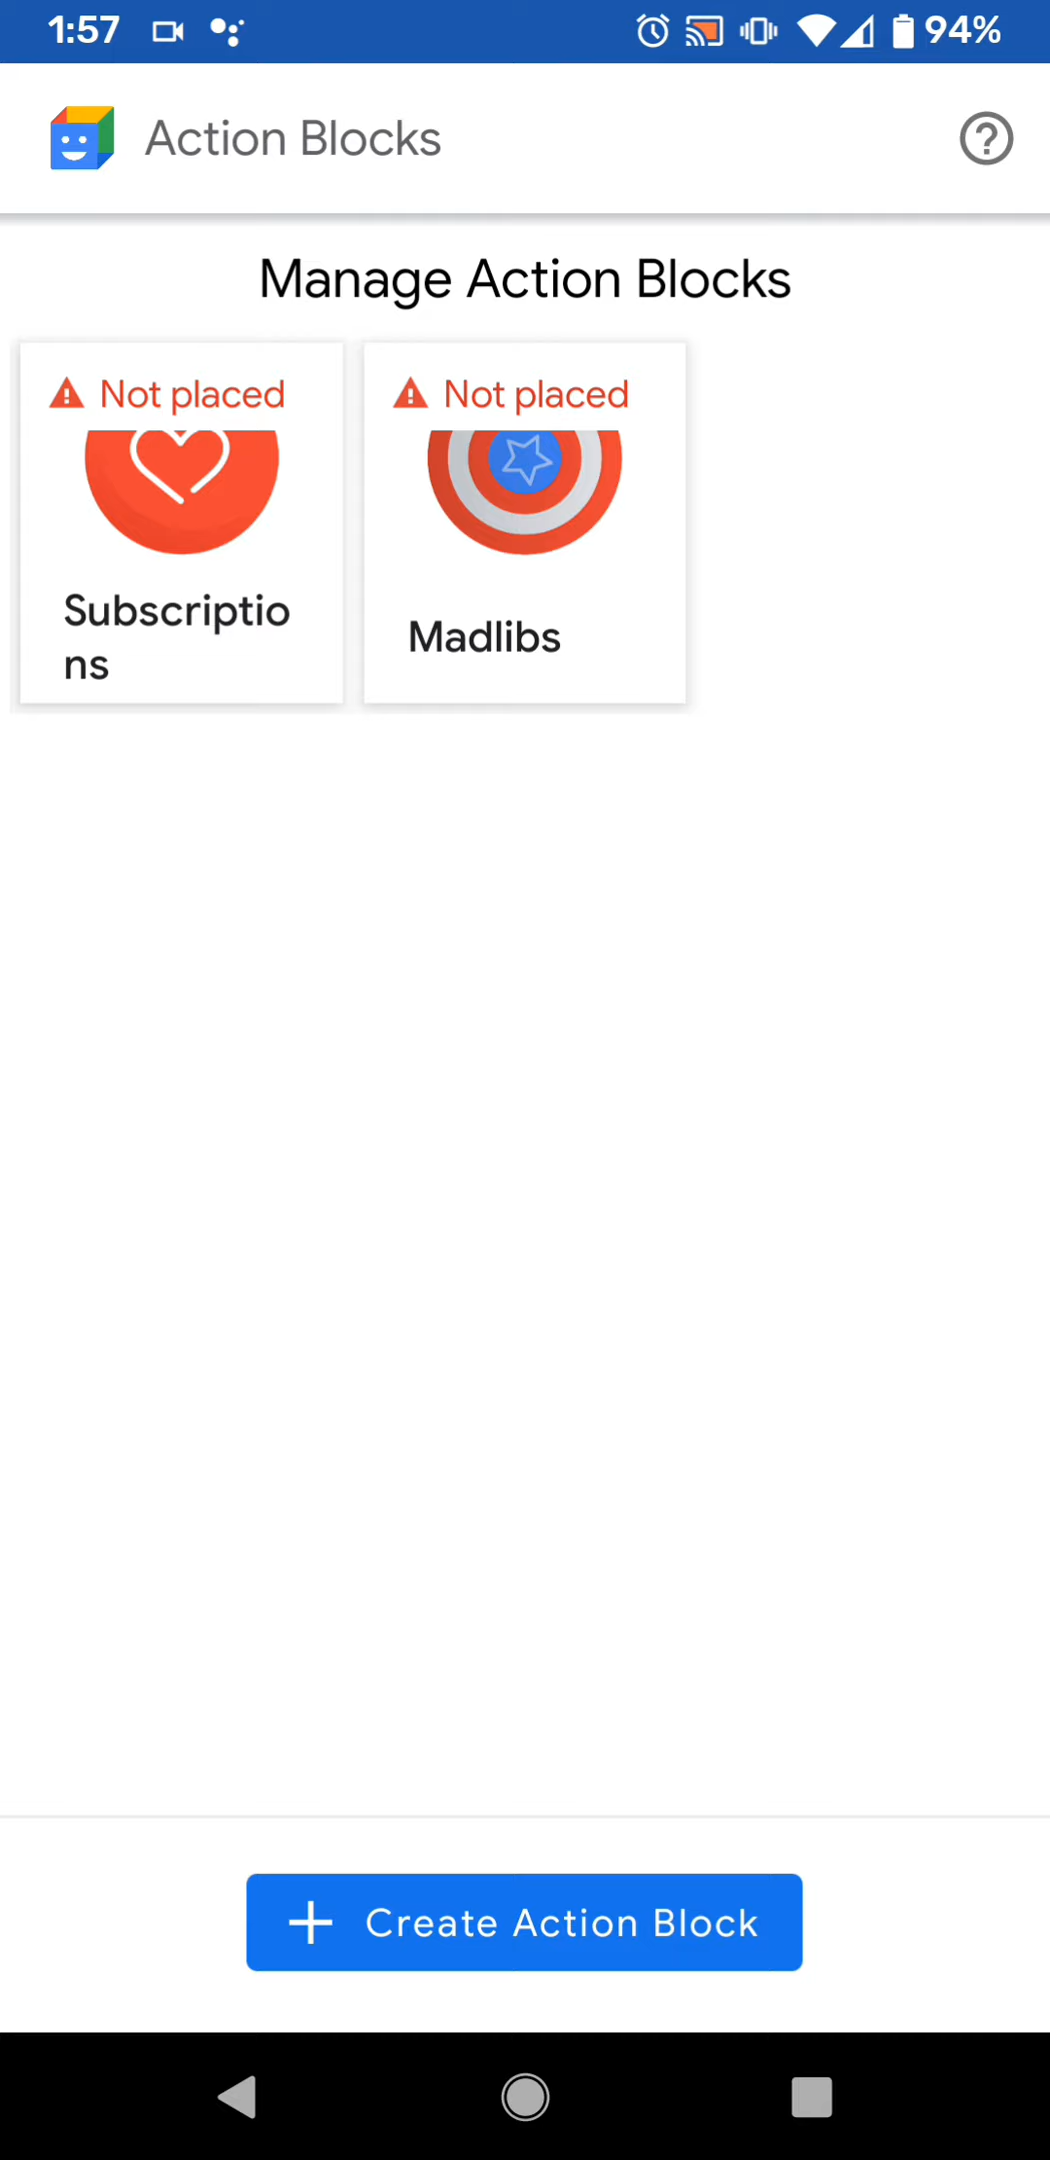 1:57 94%
Action Blocks
Manage Action Blocks
Not placed Not placed
Subscriptio
ns
Madlibs
Create Action Block